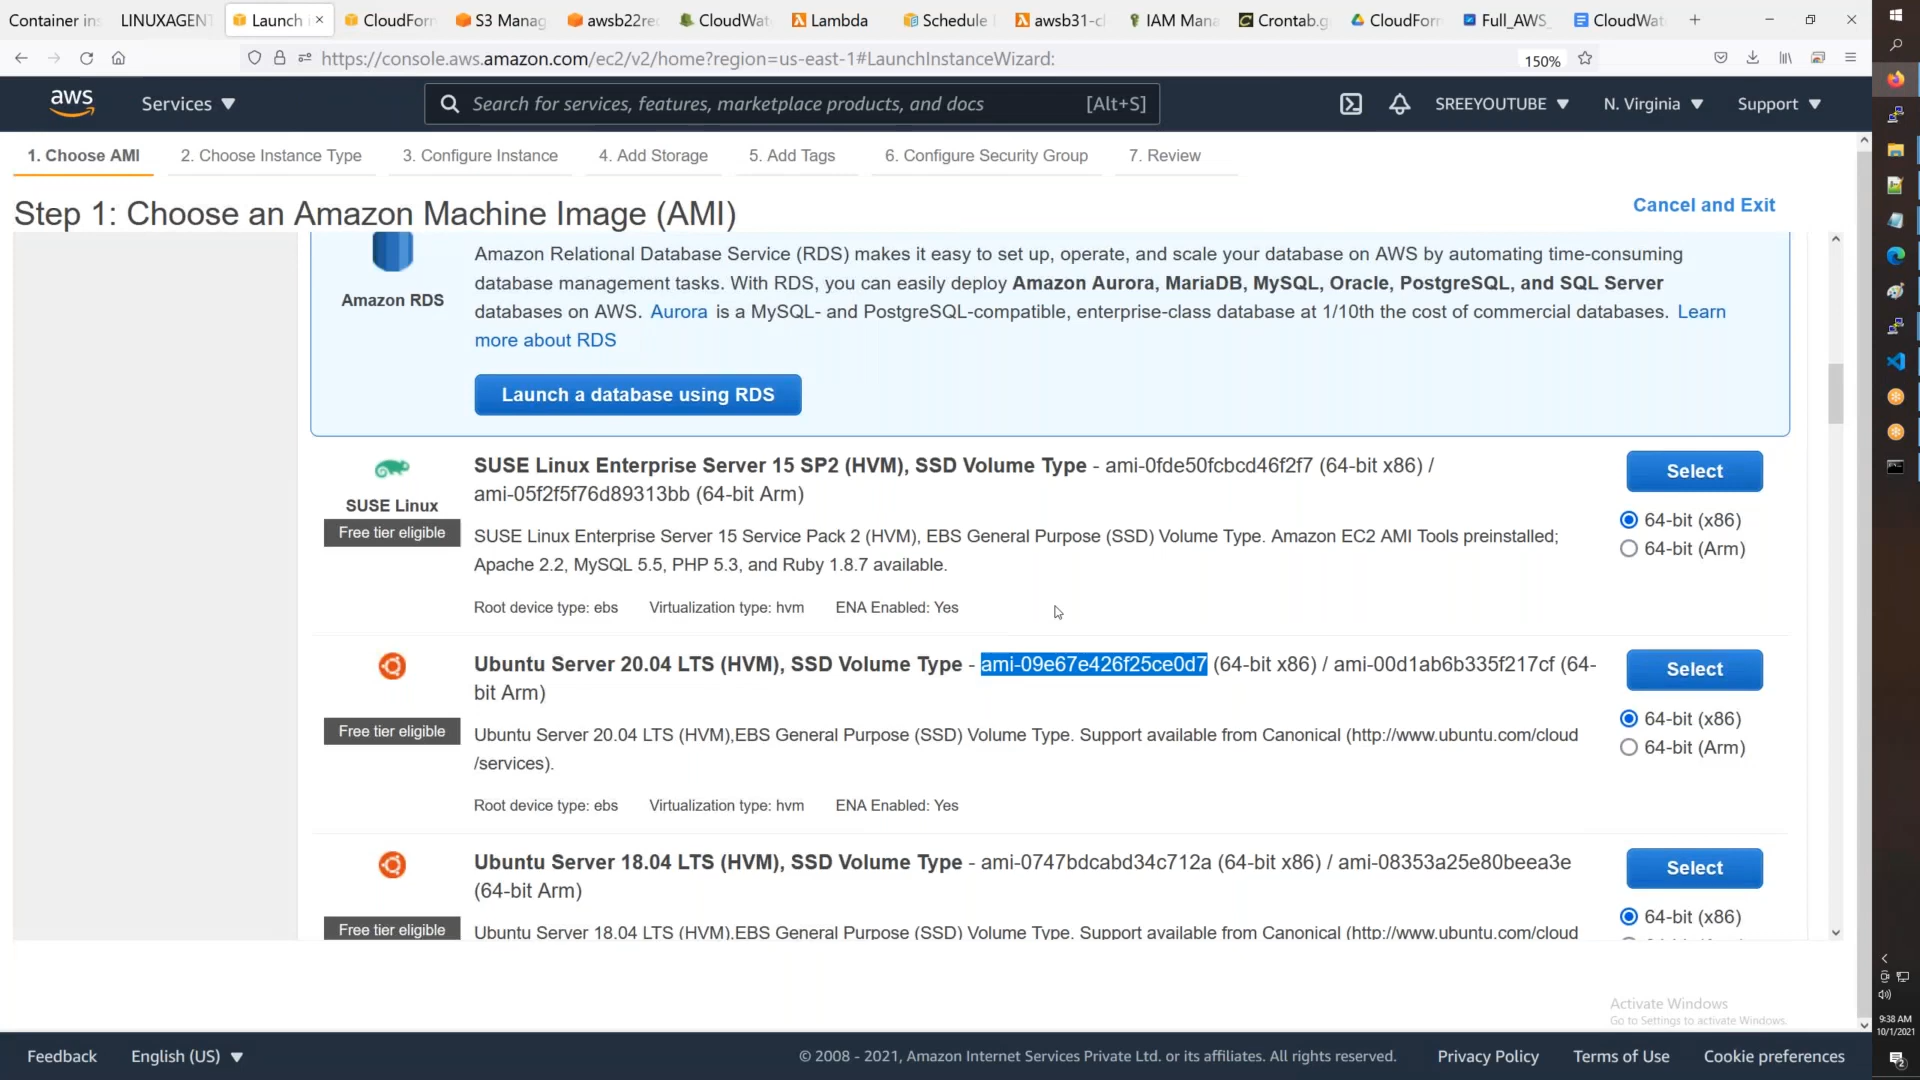 Container in
LINUXAGENT
Launch i
CloudForm
S3 Manag
awsb22re
CloudWat
Lambda
Schedule
awsb31-cl
IAM Mana
Crontab.g
CloudForm
Full_AWS_
CloudWat
https://console.aws.amazon.com/ec2/v2/home?region=us-east-1#LaunchInstanceWizard:
150%
aws
Services
Search for services, features, marketplace products, and docs [Alt+S]
SREEYOUTUBE
N. Virginia
Support
1. Choose AMI
2. Choose Instance Type
3. Configure Instance
4. Add Storage
5. Add Tags
6. Configure Security Group
7. Review
Step 1: Choose an Amazon Machine Image (AMI)
Cancel and Exit
Amazon RDS
Amazon Relational Database Service (RDS) makes it easy to set up, operate, and scale your database on AWS by automating time-consuming
database management tasks. With RDS, you can easily deploy Amazon Aurora, MariaDB, MySQL, Oracle, PostgreSQL, and SQL Server
databases on AWS. Aurora is a MySQL- and PostgreSQL-compatible, enterprise-class database at 1/10th the cost of commercial databases. Learn
more about RDS
Launch a database using RDS
SUSE Linux
Free tier eligible
SUSE Linux Enterprise Server 15 SP2 (HVM), SSD Volume Type - ami-0fde50fcbcd46f2f7 (64-bit x86) /
ami-05f2f5f76d89313bb (64-bit Arm)
SUSE Linux Enterprise Server 15 Service Pack 2 (HVM), EBS General Purpose (SSD) Volume Type. Amazon EC2 AMI Tools preinstalled;
Apache 2.2, MySQL 5.5, PHP 5.3, and Ruby 1.8.7 available.
Root device type: ebs Virtualization type: hvm ENA Enabled: Yes
Select
64-bit (x86)
64-bit (Arm)
Free tier eligible
Ubuntu Server 20.04 LTS (HVM), SSD Volume Type - ami-09e67e426f25ce0d7 (64-bit x86) / ami-00d1ab6b335f217cf (64-
bit Arm)
Ubuntu Server 20.04 LTS (HVM),EBS General Purpose (SSD) Volume Type. Support available from Canonical (http://www.ubuntu.com/cloud
/services).
Root device type: ebs Virtualization type: hvm ENA Enabled: Yes
Select
64-bit (x86)
64-bit (Arm)
Free tier eligible
Ubuntu Server 18.04 LTS (HVM), SSD Volume Type - ami-0747bdcabd34c712a (64-bit x86) / ami-08353a25e80beea3e
(64-bit Arm)
Ubuntu Server 18.04 LTS (HVM),EBS General Purpose (SSD) Volume Type. Support available from Canonical (http://www.ubuntu.com/cloud
Select
64-bit (x86)
Activate Windows
Go to Settings to activate Windows.
9:38 AM
10/1/2021
2
Feedback
English (US)
© 2008 - 2021, Amazon Internet Services Private Ltd. or its affiliates. All rights reserved.
Privacy Policy
Terms of Use
Cookie preferences